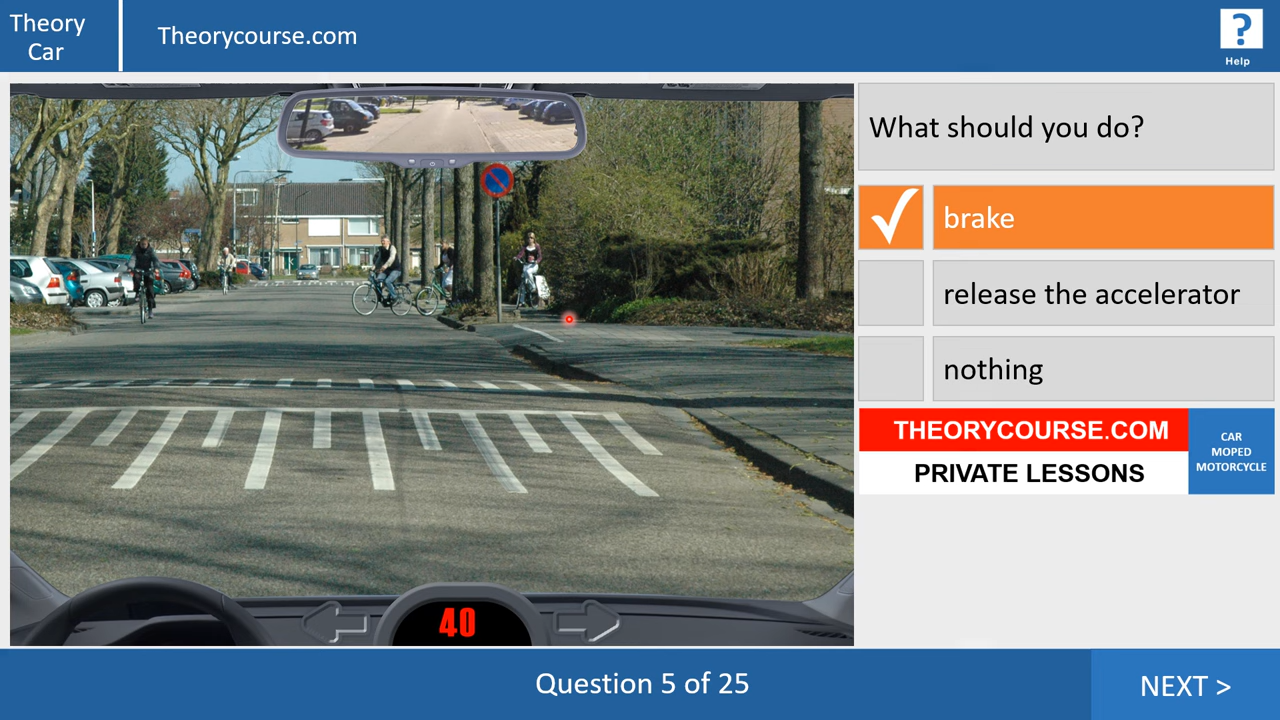 Theory
Car
Theorycourse.com
?
Help
What should you do?
brake
release the accelerator
nothing
THEORYCOURSE.COM
PRIVATE LESSONS
CAR
MOPED
MOTORCYCLE
40
Question 5 of 25
NEXT >